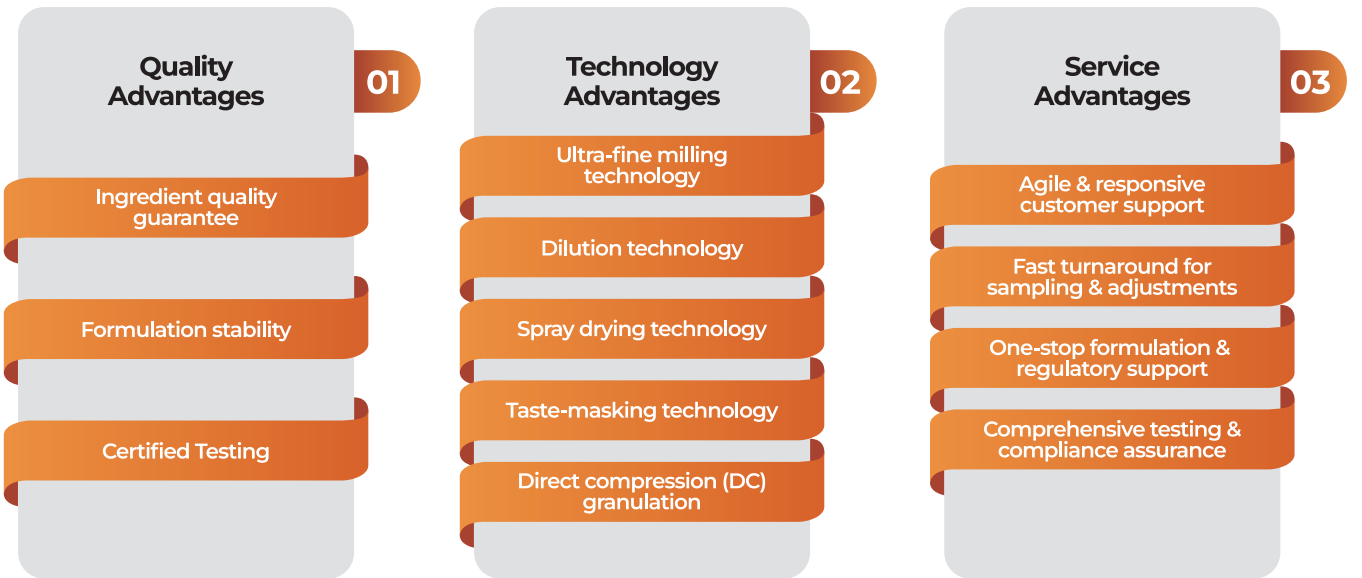 Quality
Advantages
01
Ingredient quality
guarantee
Formulation stability
Certified Testing
Technology
Advantages
02
Ultra-fine milling
technology
Dilution technology
Spray drying technology
Taste-masking technology
Direct compression (DC)
granulation
Service
Advantages
03
Agile & responsive
customer support
Fast turnaround for
sampling & adjustments
One-stop formulation &
regulatory support
Comprehensive testing &
compliance assurance